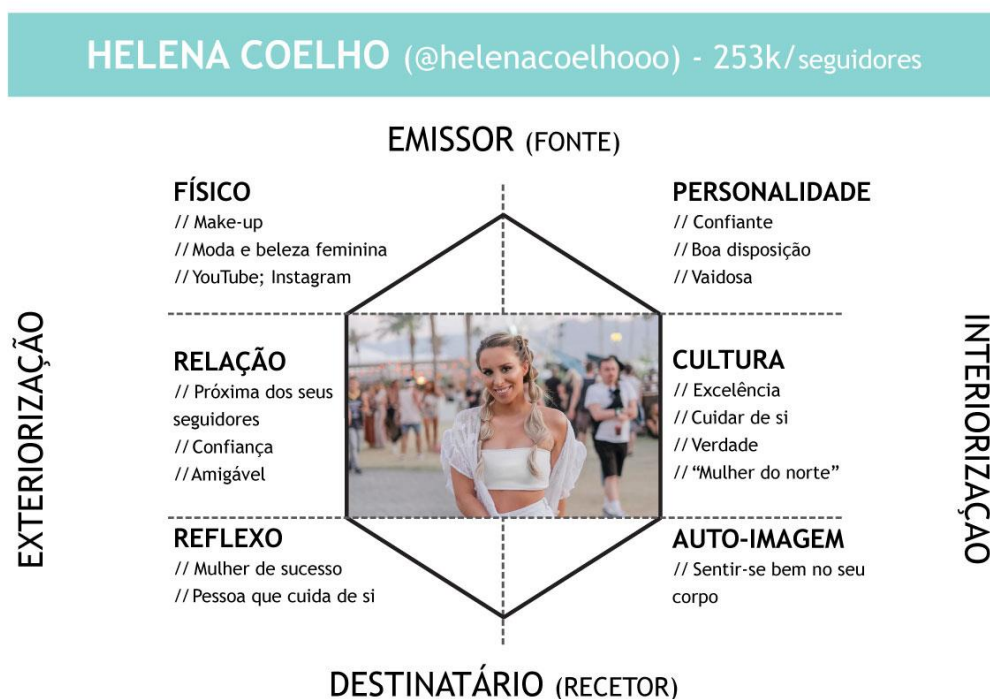 HELENA COELHO (@helenacoelhooo) - 253k/seguidores
EMISSOR (FONTE)
FÍSICO
// Make-up
// Moda e beleza feminina
// YouTube; Instagram
PERSONALIDADE
// Confiante
// Boa disposição
// Vaidosa
EXTERIORIZAÇÃO
RELAÇÃO
// Próxima dos seus
seguidores
// Confiança
// Amigável
CULTURA
// Excelência
// Cuidar de si
// Verdade
// “Mulher do norte”
INTERIORIZAÇAO
REFLEXO
// Mulher de sucesso
// Pessoa que cuida de si
AUTO-IMAGEM
// Sentir-se bem no seu
corpo
DESTINATÁRIO (RECETOR)